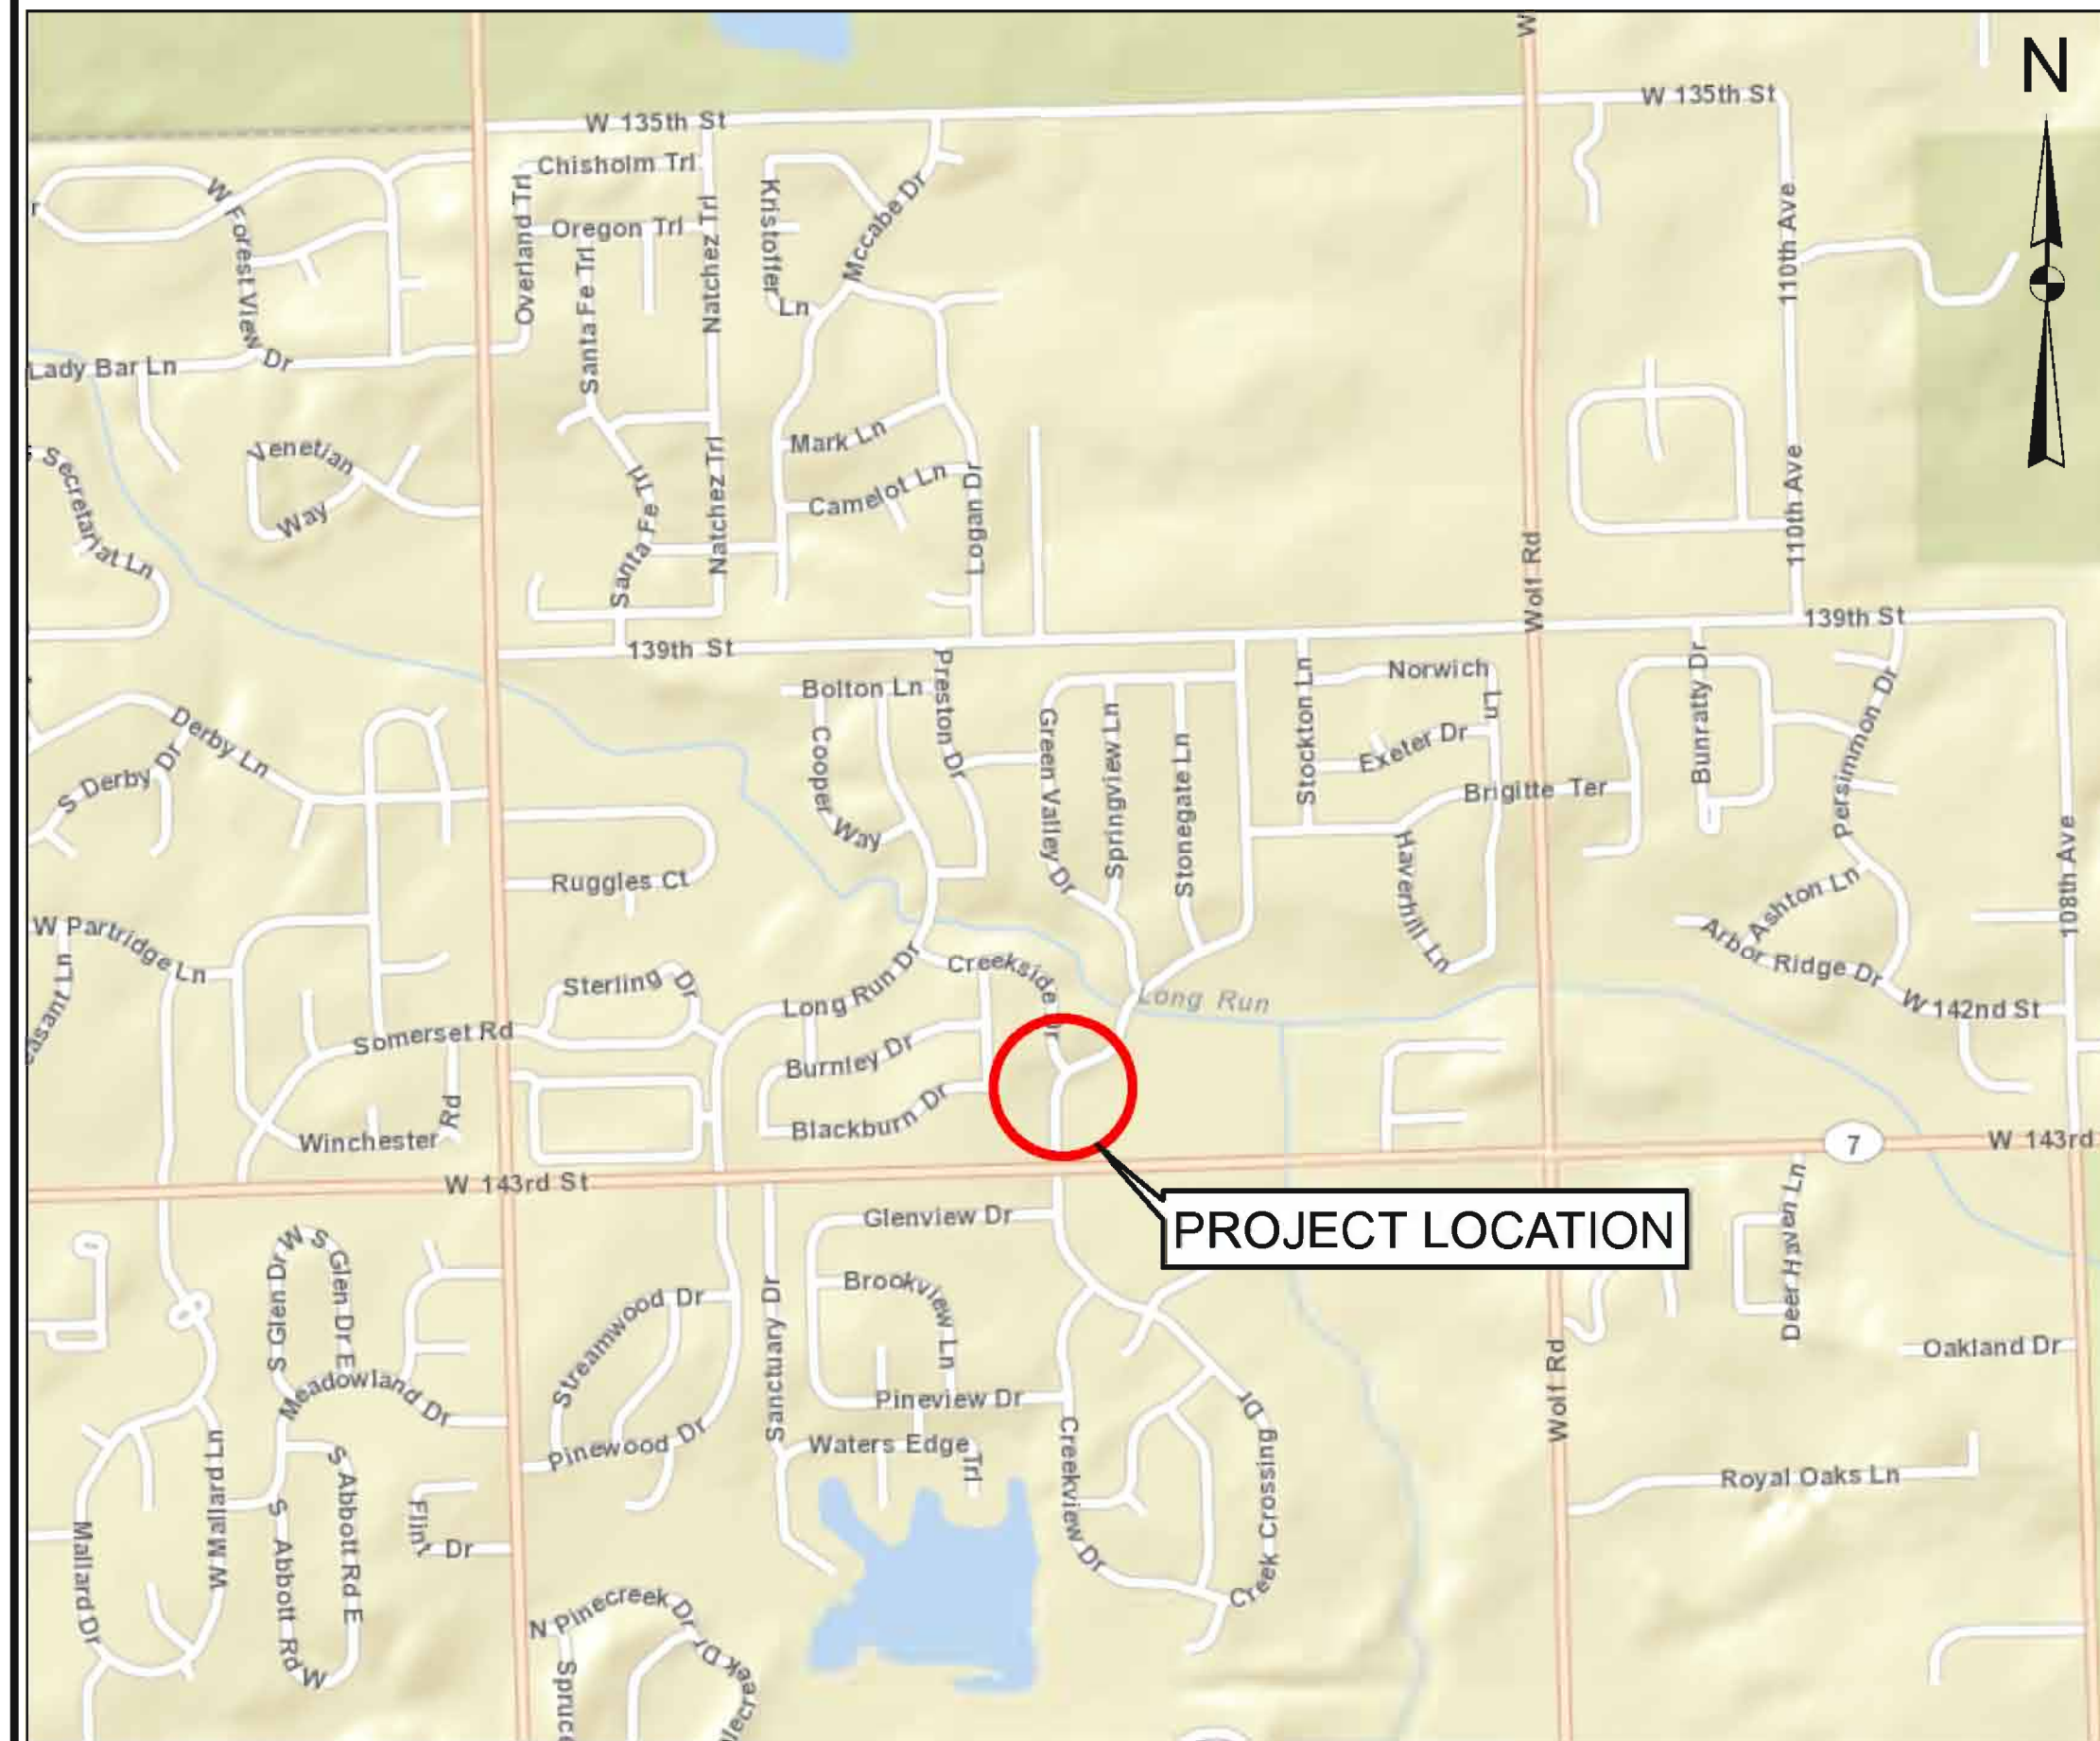 W
N
W 135th St
W 135th St
Chisholm Trl
Overland Trl
Oregon Trl
Santa Fe Trl
Natchez Trl
Kristoffer Ln
Mccabe Dr
110th Ave
W Forest View Dr
Lady Bar Ln
Secretariat Ln
Venetian Way
Mark Ln
Camelot Ln
Logan Dr
Santa Fe Trl
Natchez Trl
Wolf Rd
110th Ave
139th St
139th St
Bolton Ln
Preston Dr
Cooper Way
Green Valley Dr
Springview Ln
Stonegate Ln
Stockton Ln
Norwich Ln
Exeter Dr
Brigitte Ter
Haverhill Ln
Bunratty Dr
Persimmon Dr
Ashton Ln
Arbor Ridge Dr
W 142nd St
108th Ave
Derby Ln
S Derby Dr
Ruggles Ct
W Partridge Ln
easant Ln
Sterling Dr
Long Run Dr
Creekside Dr
Long Run
Somerset Rd
Burnley Dr
Blackburn Dr
Winchester Rd
W 143rd St
7
W 143rd
PROJECT LOCATION
Glenview Dr
Deer Haven Ln
S Glen Dr W
S Glen Dr E
Streamwood Dr
Sanctuary Dr
Brookview Ln
Oakland Dr
Wolf Rd
Meadowland Dr
Pineview Dr
Pinewood Dr
Waters Edge Trl
Creekview Dr
Creek Crossing Dr
Royal Oaks Ln
W Mallard Ln
Mallard Dr
S Abbott Rd W
S Abbott Rd E
Flint Dr
N Pinecreek Dr
Spruce
lecreek Dr